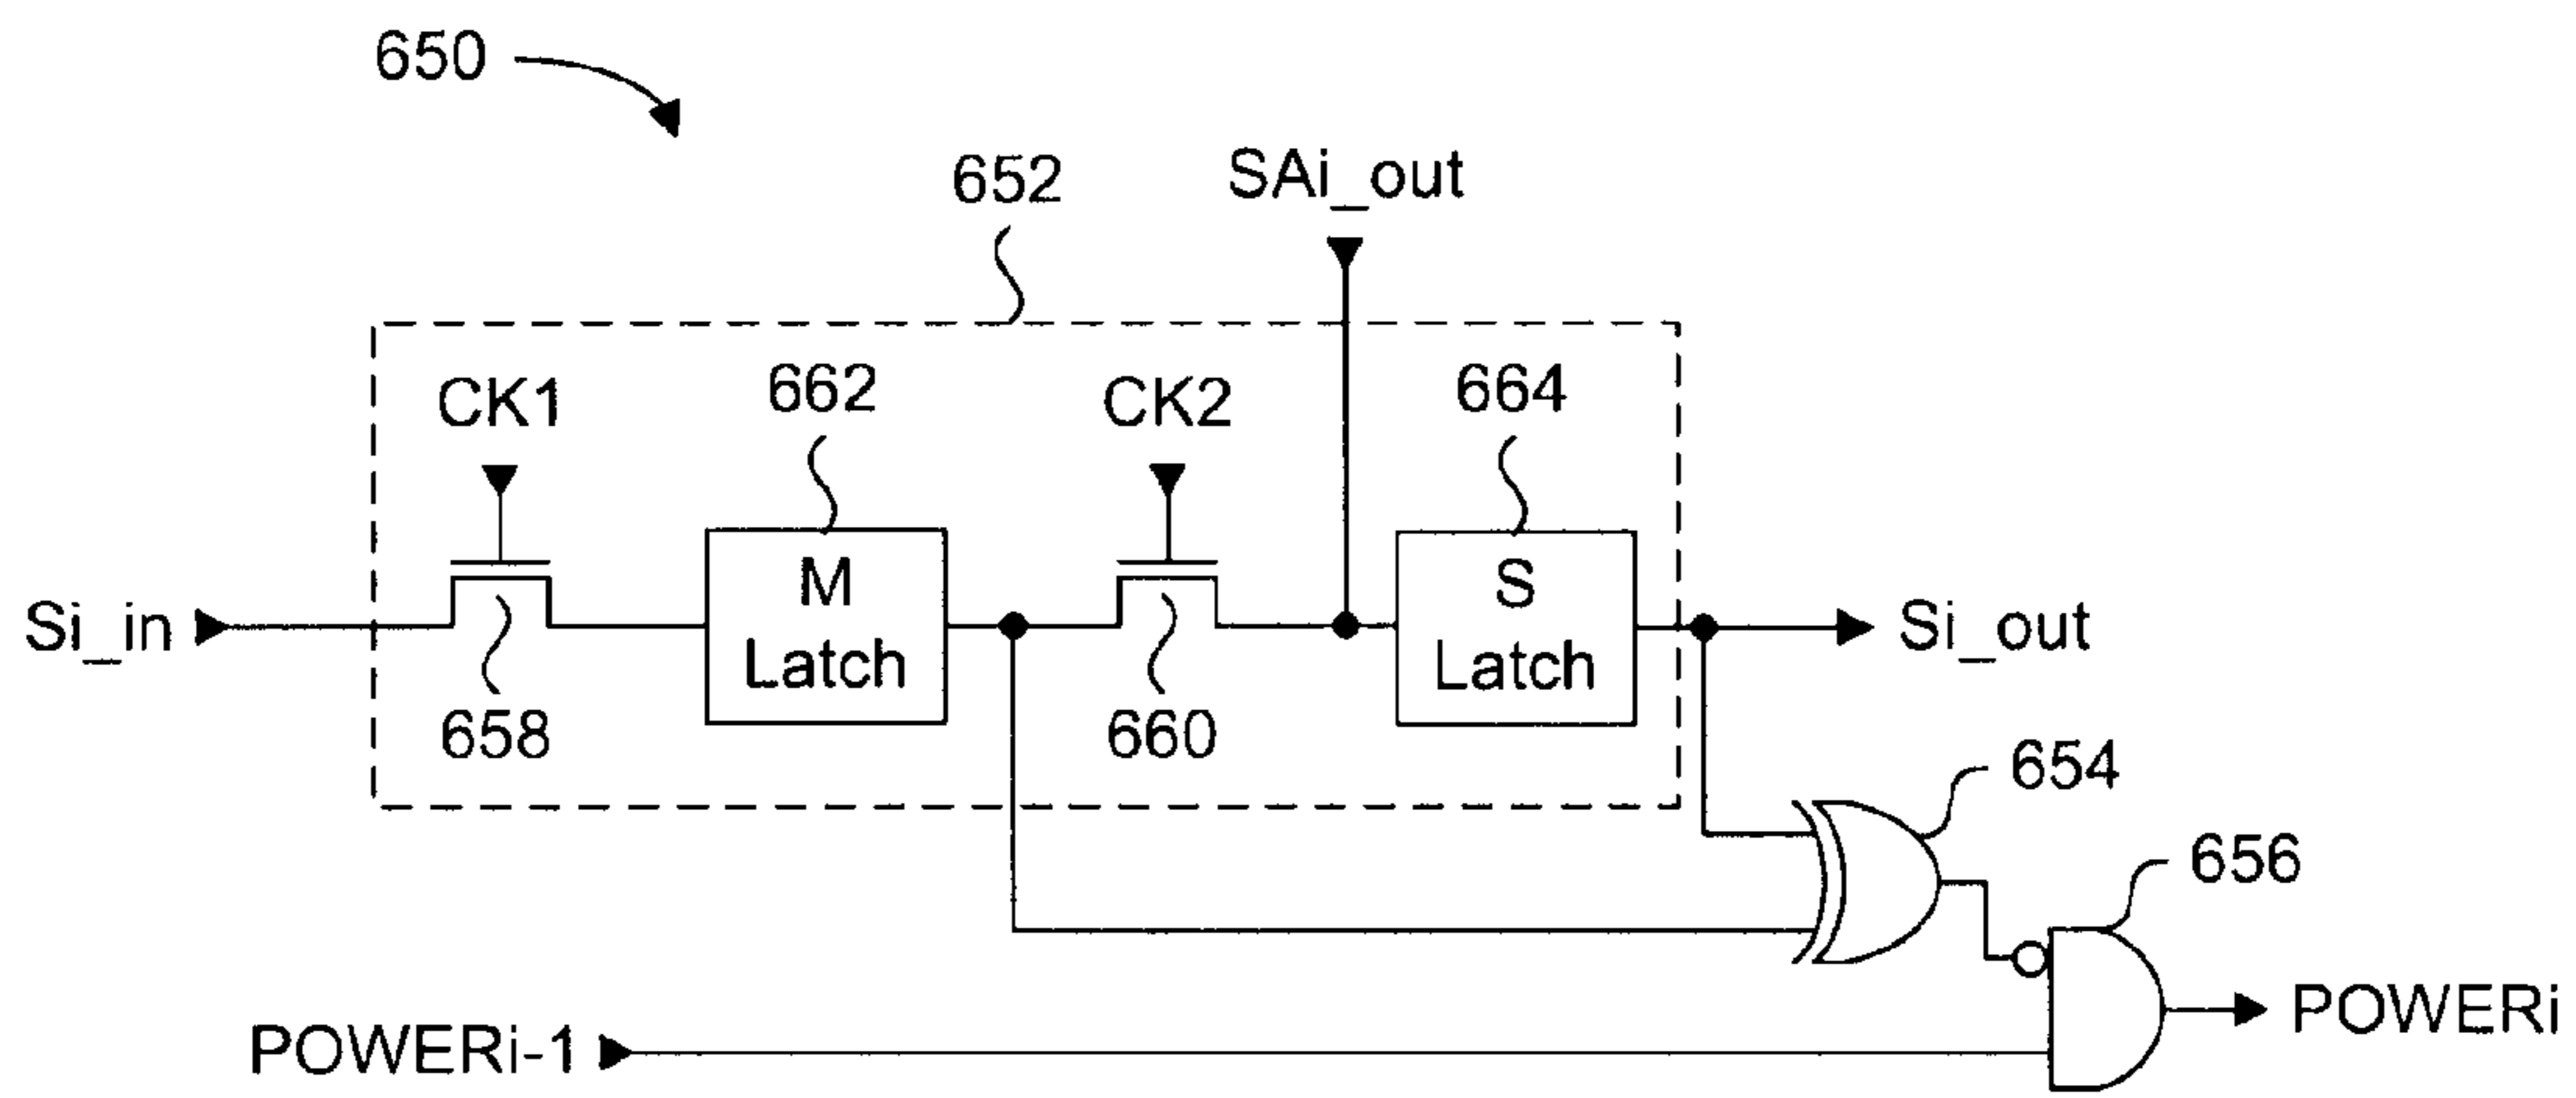 650
652
SAi_out
CK1
662
CK2
664
M
Latch
S
Latch
Si_in
Si_out
658
660
654
656
POWERi-1
POWERi